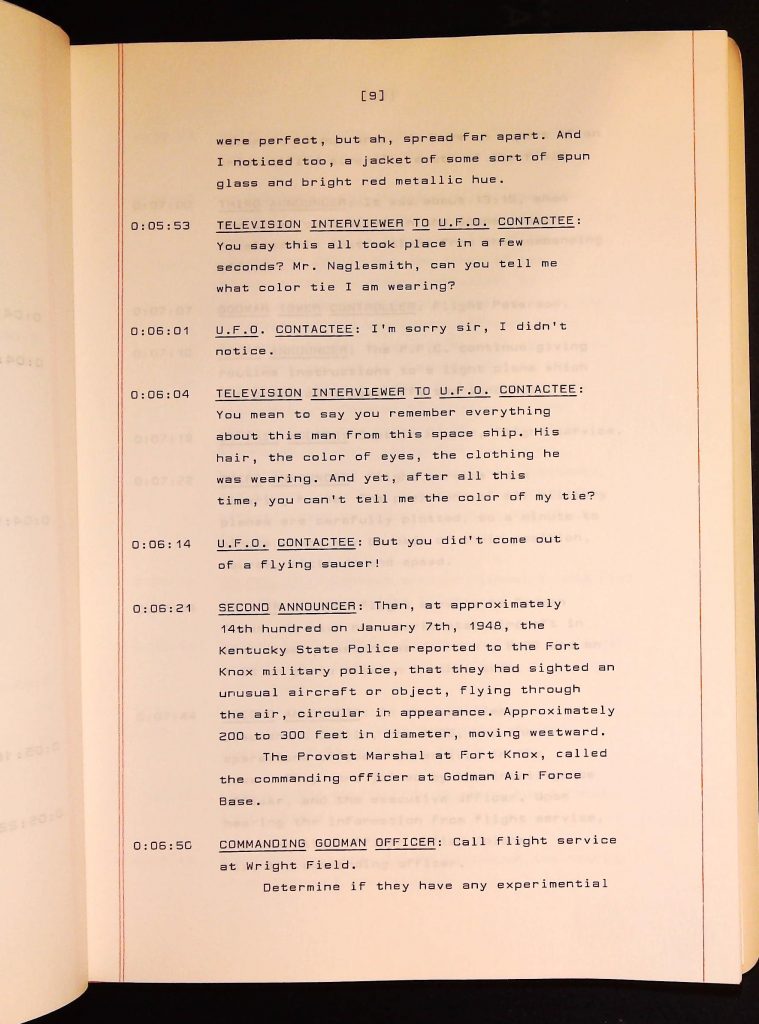 [9]
were perfect, but ah, spread far apart. And
I noticed too, a jacket of some sort of spun
glass and bright red metallic hue.
0:05:53 TELEVISION INTERVIEWER TO U.F.O. CONTACTEE:
You say this all took place in a few
seconds? Mr. Naglesmith, can you tell me
what color tie I am wearing?
0:06:01 U.F.O. CONTACTEE: I'm sorry sir, I didn't
notice.
0:06:04 TELEVISION INTERVIEWER TO U.F.O. CONTACTEE:
You mean to say you remember everything
about this man from this space ship. His
hair, the color of eyes, the clothing he
was wearing. And yet, after all this
time, you can't tell me the color of my tie?
0:06:14 U.F.O. CONTACTEE: But you did't come out
of a flying saucer!
0:06:21 SECOND ANNOUNCER: Then, at approximately
14th hundred on January 7th, 1948, the
Kentucky State Police reported to the Fort
Knox military police, that they had sighted an
unusual aircraft or object, flying through
the air, circular in appearance. Approximately
200 to 300 feet in diameter, moving westward.
The Provost Marshal at Fort Knox, called
the commanding officer at Godman Air Force
Base.
0:06:50 COMMANDING GODMAN OFFICER: Call flight service
at Wright Field.
Determine if they have any experimental